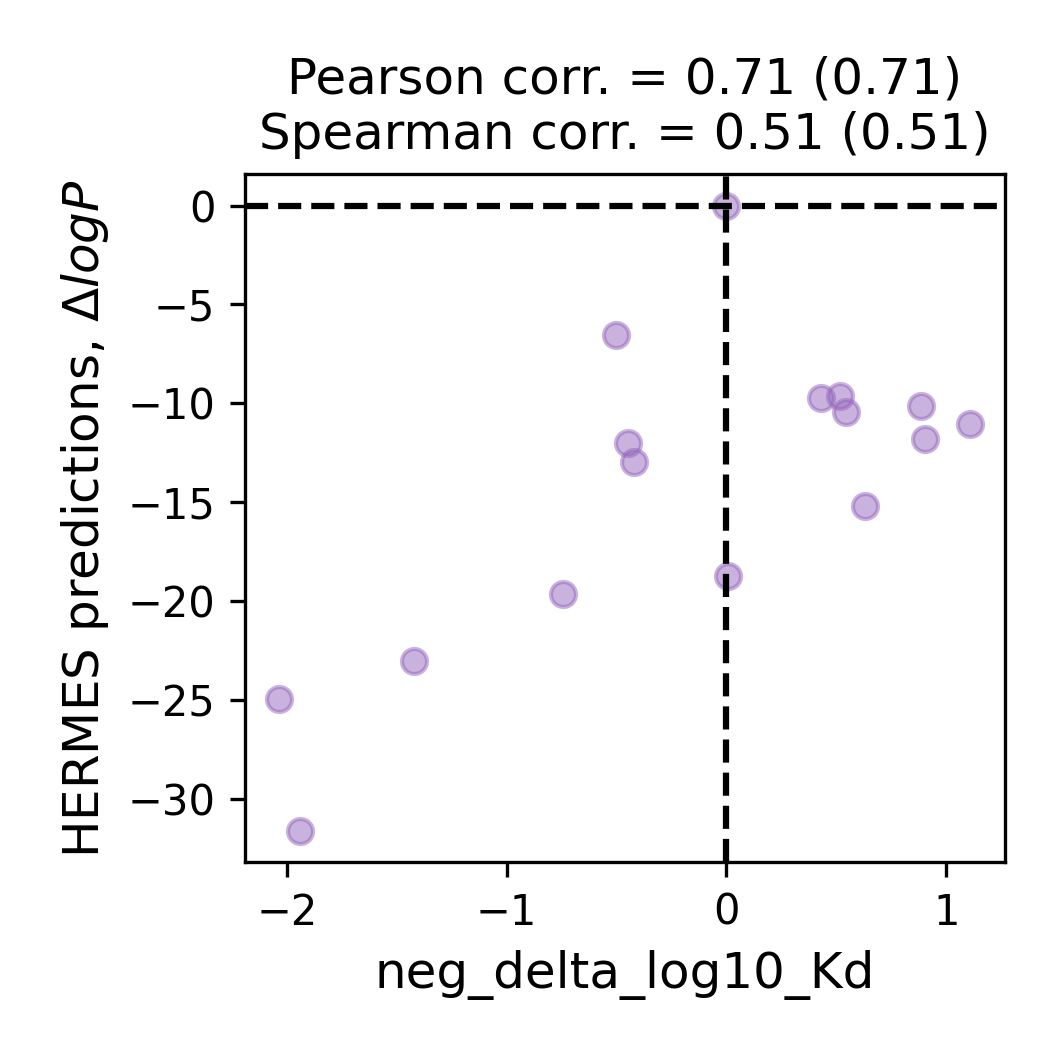 Pearson corr. = 0.71 (0.71)
Spearman corr. = 0.51 (0.51)
HERMES predictions, ΔlogP
0
−5
−10
−15
−20
−25
−30
−2
−1
0
1
neg_delta_log10_Kd